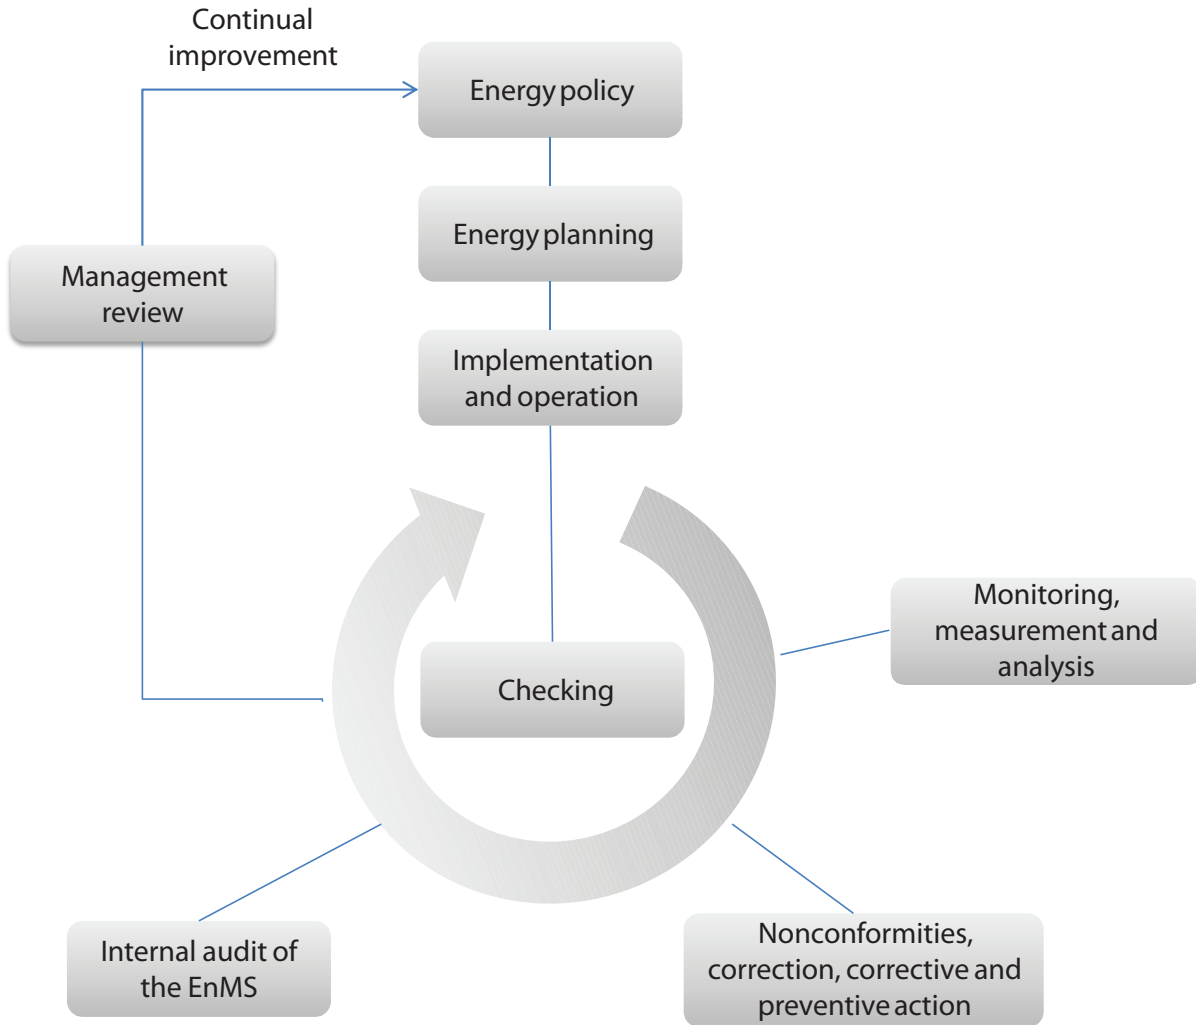 Continual
improvement
Energy policy
Energy planning
Management
review
Implementation
and operation
Monitoring,
measurement and
analysis
Checking
Internal audit of
the EnMS
Nonconformities,
correction, corrective and
preventive action